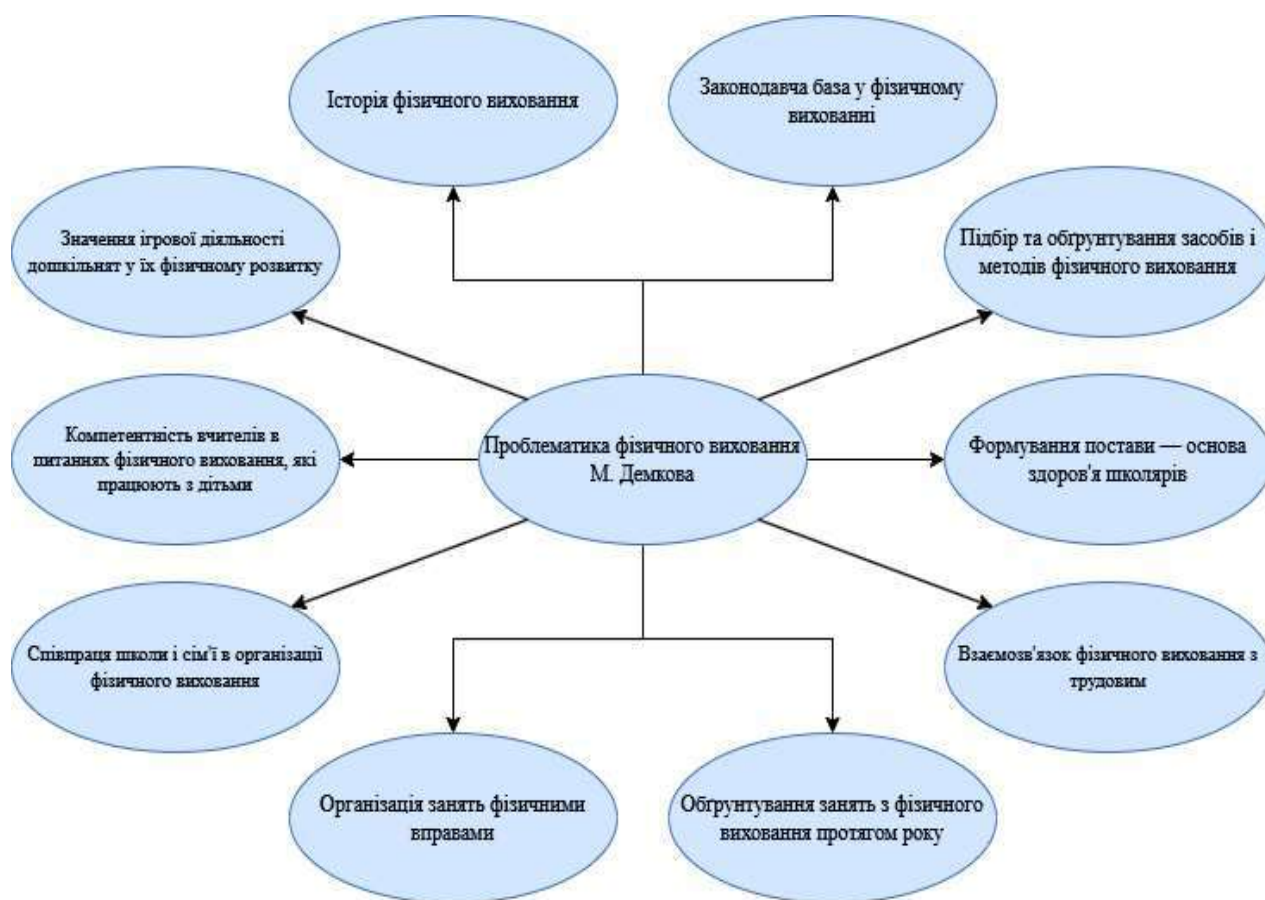 Історія фізичного виховання
Законодавча база у фізичному
вихованні
Значення ігрової діяльності
дошкільнят у їх фізичному розвитку
Підбір та обґрунтування засобів і
методів фізичного виховання
Компетентність вчителів в
питаннях фізичного виховання, які
працюють з дітьми
Проблематика фізичного виховання
М. Демкова
Формування постави — основа
здоров'я школярів
Співпраця школи і сім'ї в організації
фізичного виховання
Взаємозв'язок фізичного виховання з
трудовим
Організація занять фізичними
вправами
Обґрунтування занять з фізичного
виховання протягом року